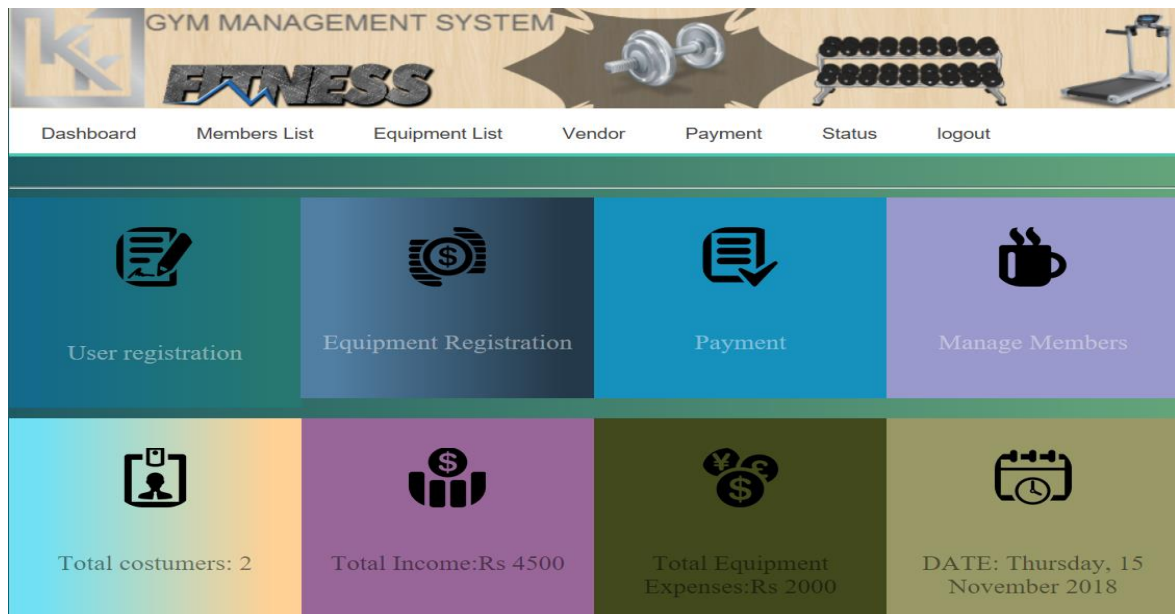 GYM MANAGEMENT SYSTEM
FITNESS
Dashboard Members List Equipment List Vendor Payment Status logout
User registration
Equipment Registration
Payment
Manage Members
Total costumers: 2
Total Income:Rs 4500
Total Equipment
Expenses:Rs 2000
DATE: Thursday, 15
November 2018